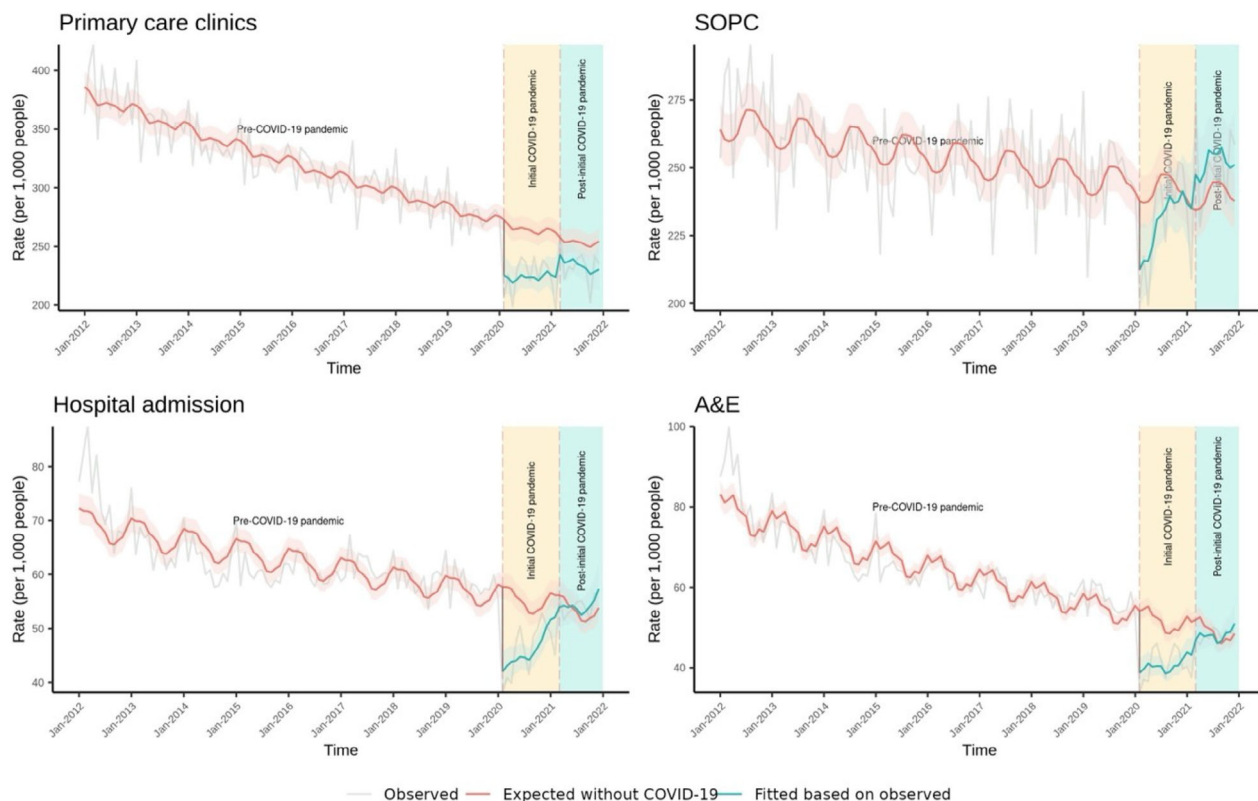 Primary care clinics
Rate (per 1,000 people)
400
350
300
250
200
Pre-COVID-19 pandemic
Initial COVID-19 pandemic
Post-initial COVID-19 pandemic
Jan-2012
Jan-2013
Jan-2014
Jan-2015
Jan-2016
Jan-2017
Jan-2018
Jan-2019
Jan-2020
Jan-2021
Jan-2022
Time
SOPC
Rate (per 1,000 people)
275
250
225
200
Pre-COVID-19 pandemic
Initial COVID-19 pandemic
Post-initial COVID-19 pandemic
Jan-2012
Jan-2013
Jan-2014
Jan-2015
Jan-2016
Jan-2017
Jan-2018
Jan-2019
Jan-2020
Jan-2021
Jan-2022
Time
Hospital admission
Rate (per 1,000 people)
80
70
60
50
40
Pre-COVID-19 pandemic
Initial COVID-19 pandemic
Post-initial COVID-19 pandemic
Jan-2012
Jan-2013
Jan-2014
Jan-2015
Jan-2016
Jan-2017
Jan-2018
Jan-2019
Jan-2020
Jan-2021
Jan-2022
Time
A&E
Rate (per 1,000 people)
100
80
60
40
Pre-COVID-19 pandemic
Initial COVID-19 pandemic
Post-initial COVID-19 pandemic
Jan-2012
Jan-2013
Jan-2014
Jan-2015
Jan-2016
Jan-2017
Jan-2018
Jan-2019
Jan-2020
Jan-2021
Jan-2022
Time
Observed Expected without COVID-19 Fitted based on observed